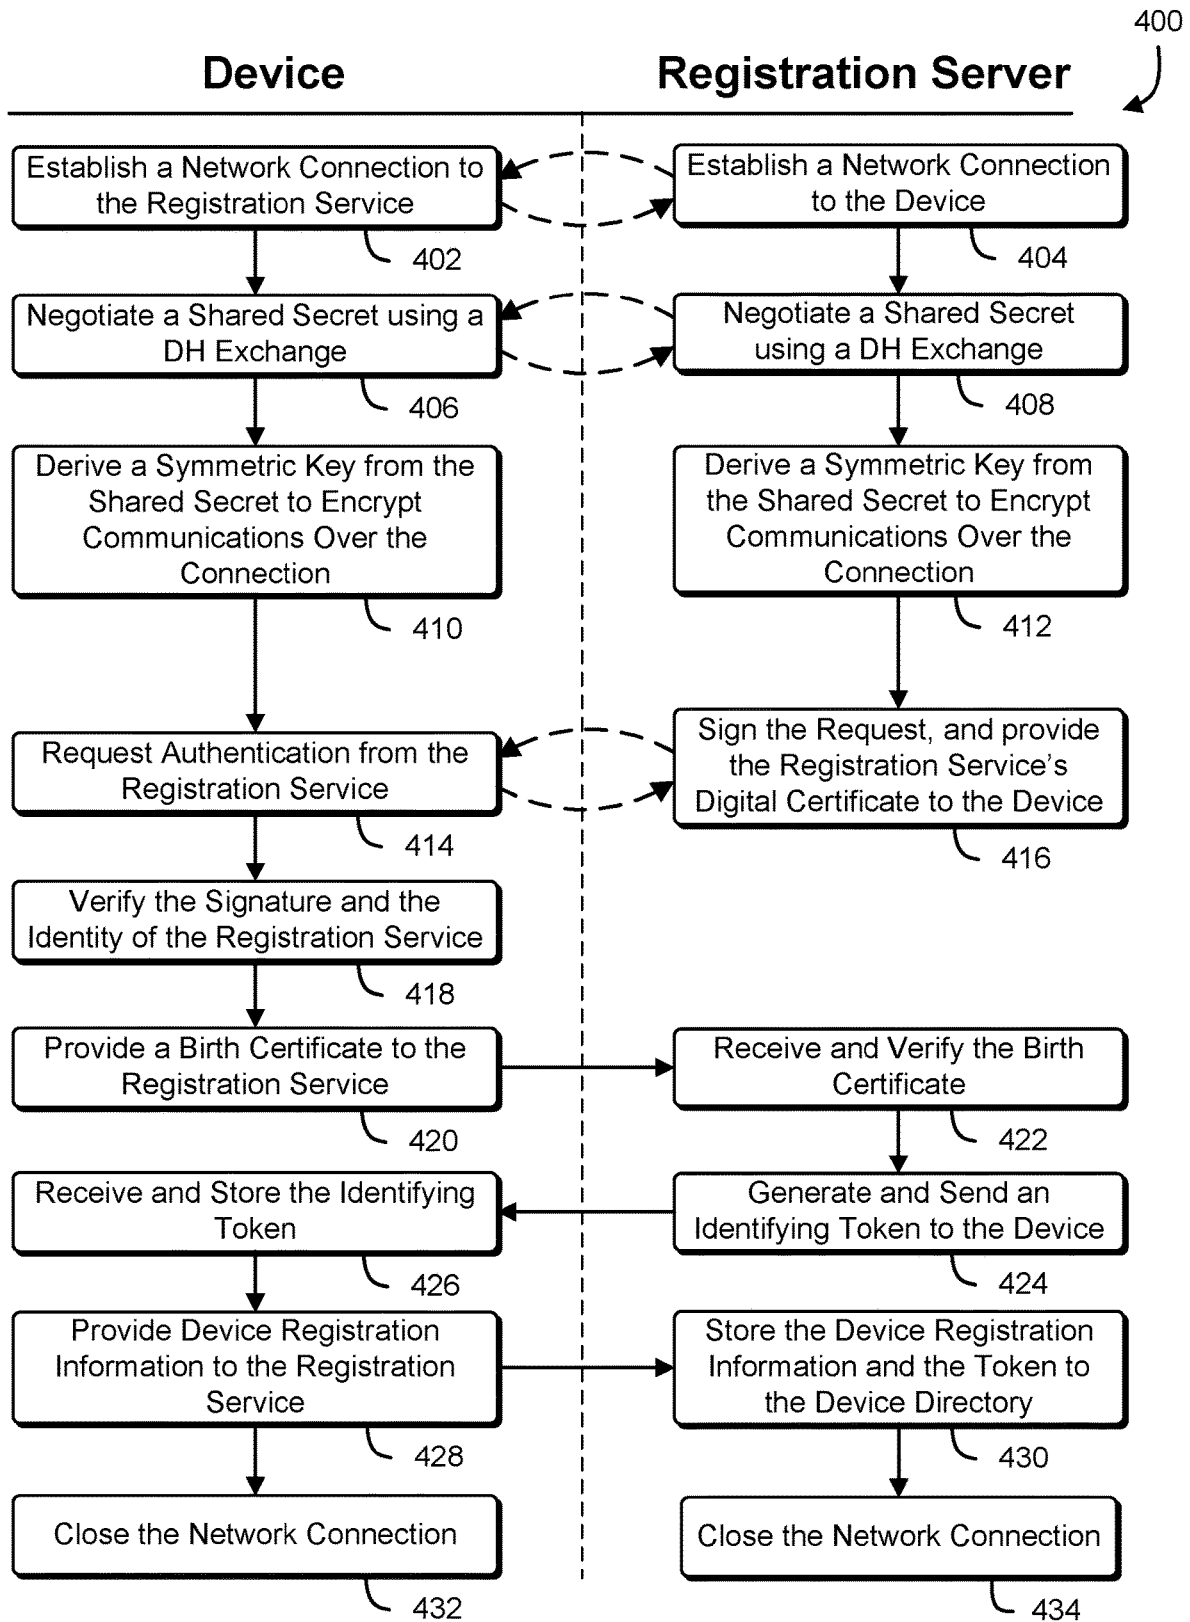 400
Device
Registration Server
Establish a Network Connection to
the Registration Service
402
Establish a Network Connection
to the Device
404
Negotiate a Shared Secret using a
DH Exchange
406
Negotiate a Shared Secret
using a DH Exchange
408
Derive a Symmetric Key from the
Shared Secret to Encrypt
Communications Over the
Connection
410
Derive a Symmetric Key from
the Shared Secret to Encrypt
Communications Over the
Connection
412
Request Authentication from the
Registration Service
414
Sign the Request, and provide
the Registration Service's
Digital Certificate to the Device
416
Verify the Signature and the
Identity of the Registration Service
418
Provide a Birth Certificate to the
Registration Service
420
Receive and Verify the Birth
Certificate
422
Generate and Send an
Identifying Token to the Device
424
Receive and Store the Identifying
Token
426
Provide Device Registration
Information to the Registration
Service
428
Store the Device Registration
Information and the Token to
the Device Directory
430
Close the Network Connection
432
Close the Network Connection
434